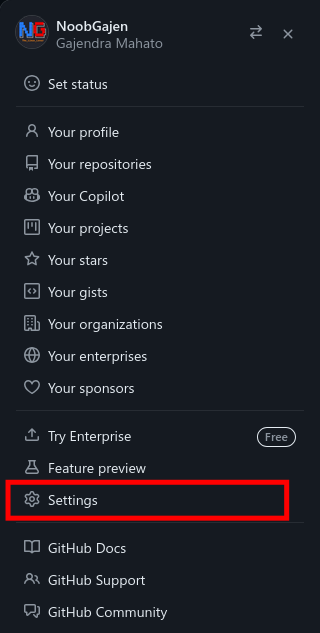 NG
NoobGajen
Gajendra Mahato
Set status
Your profile
Your repositories
Your Copilot
Your projects
Your stars
Your gists
Your organizations
Your enterprises
Your sponsors
Try Enterprise
Free
Feature preview
Settings
GitHub Docs
GitHub Support
GitHub Community